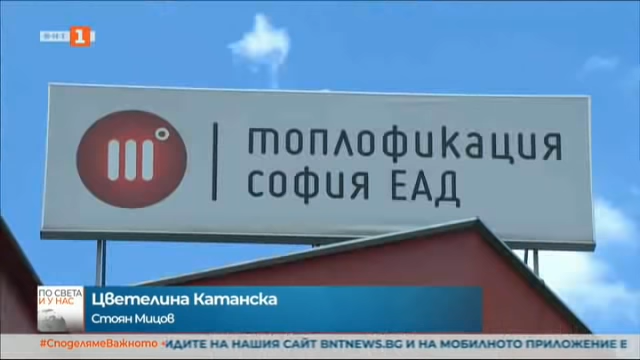 БНТ 1
топлофикация
софия ЕАД
ПО СВЕТА
И У НАС
Цветелина Катанска
Стоян Мицов
#СподелямеВажното • ИДИТЕ НА НАШИЯ САЙТ BNTNEWS.BG И НА МОБИЛНОТО ПРИЛОЖЕНИЕ Б